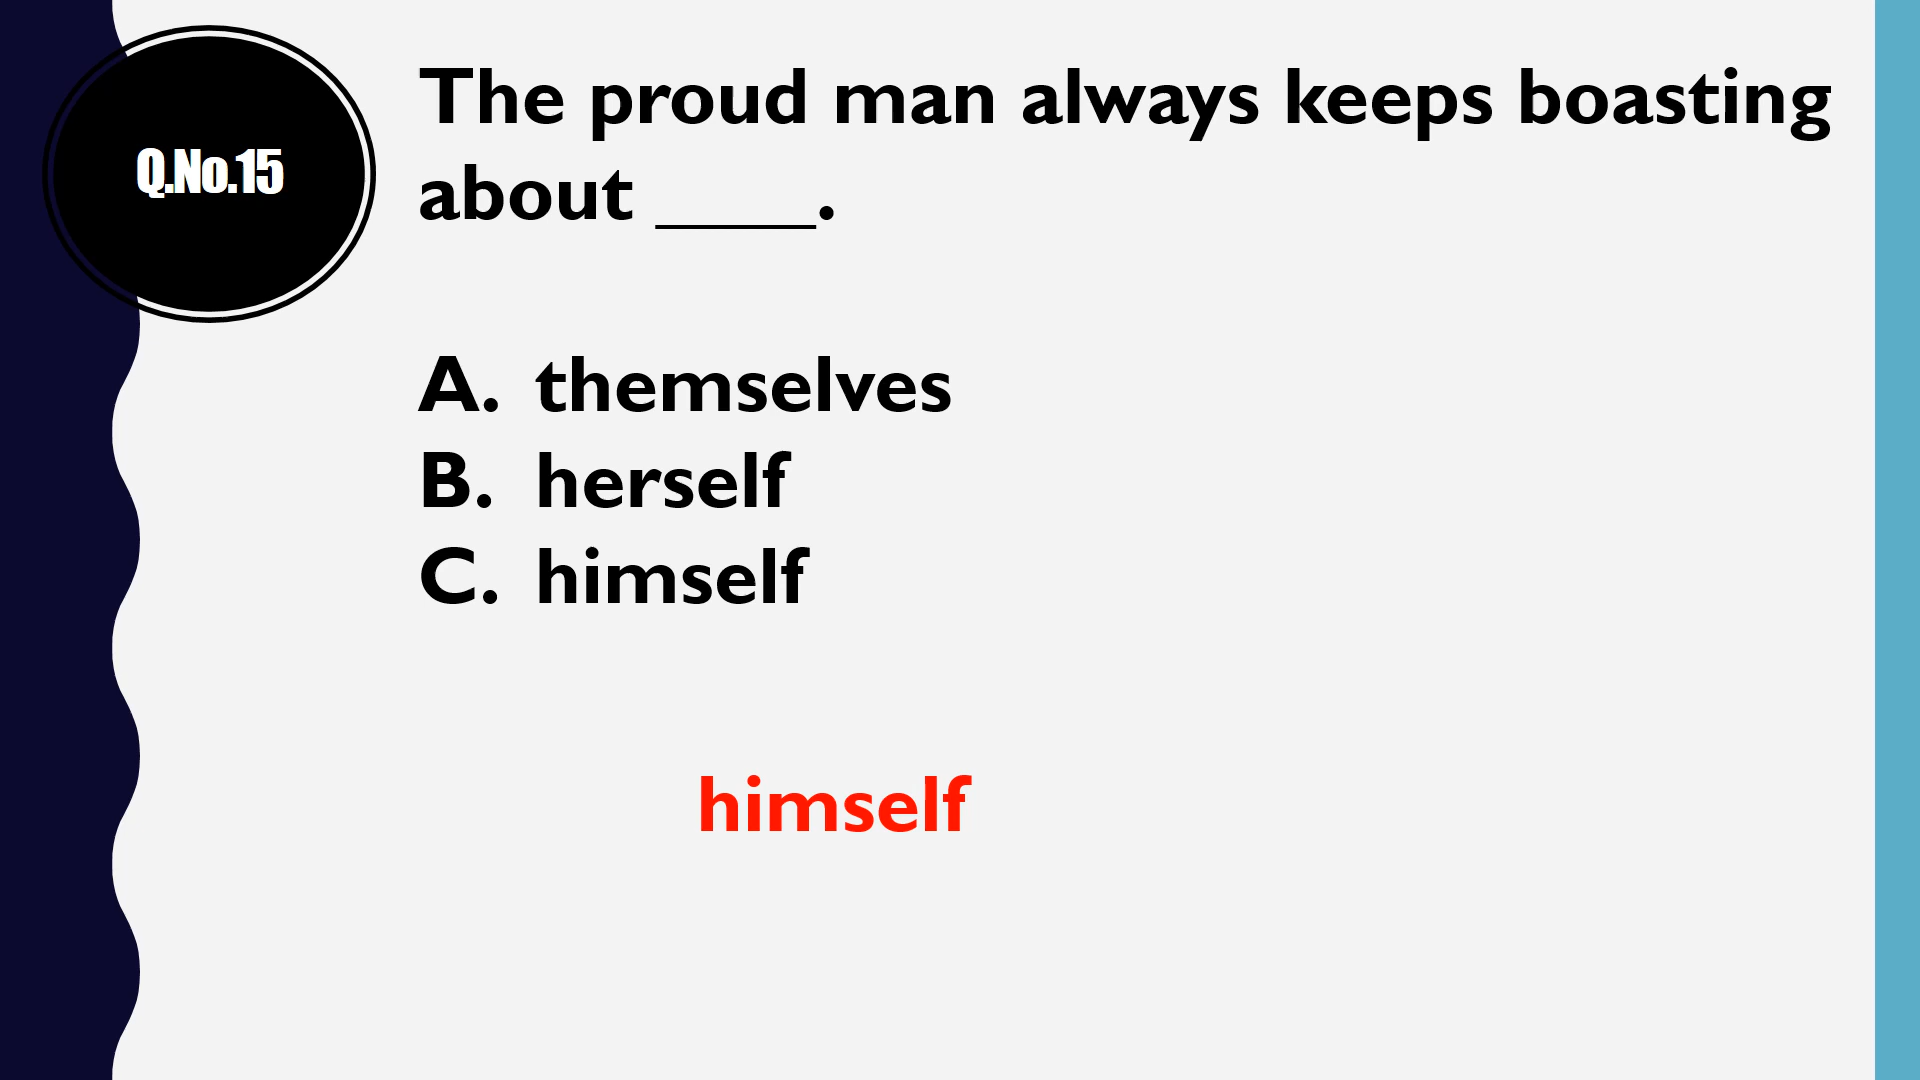 Q.No.15
The proud man always keeps boasting
about ____.
A. themselves
B. herself
C. himself
himself